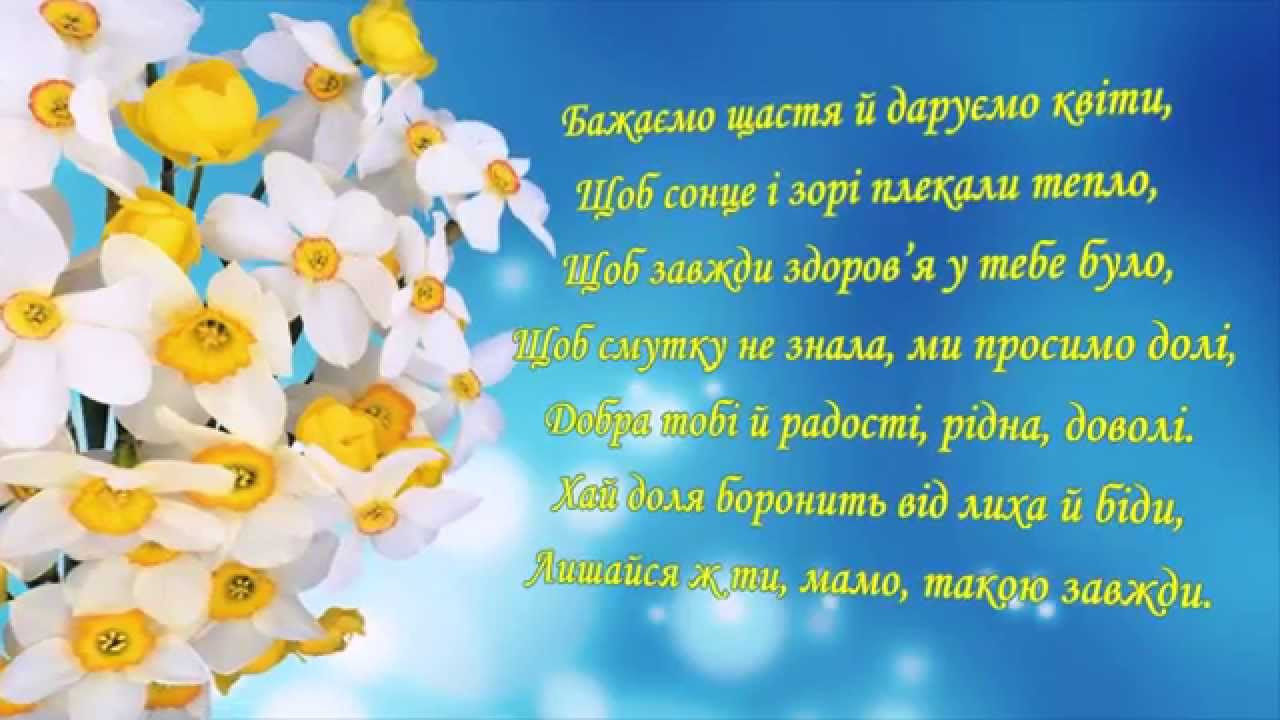 Бажаємо щастя й даруємо квіти,
Щоб сонце і зорі плекали тепло,
Щоб завжди здоров’я у тебе було,
Щоб смутку не знала, ми просимо долі,
Добра тобі й радості, рідна, доволі.
Хай доля боронить від лиха й біди,
Лишайся ж ти, мамо, такою завжди.